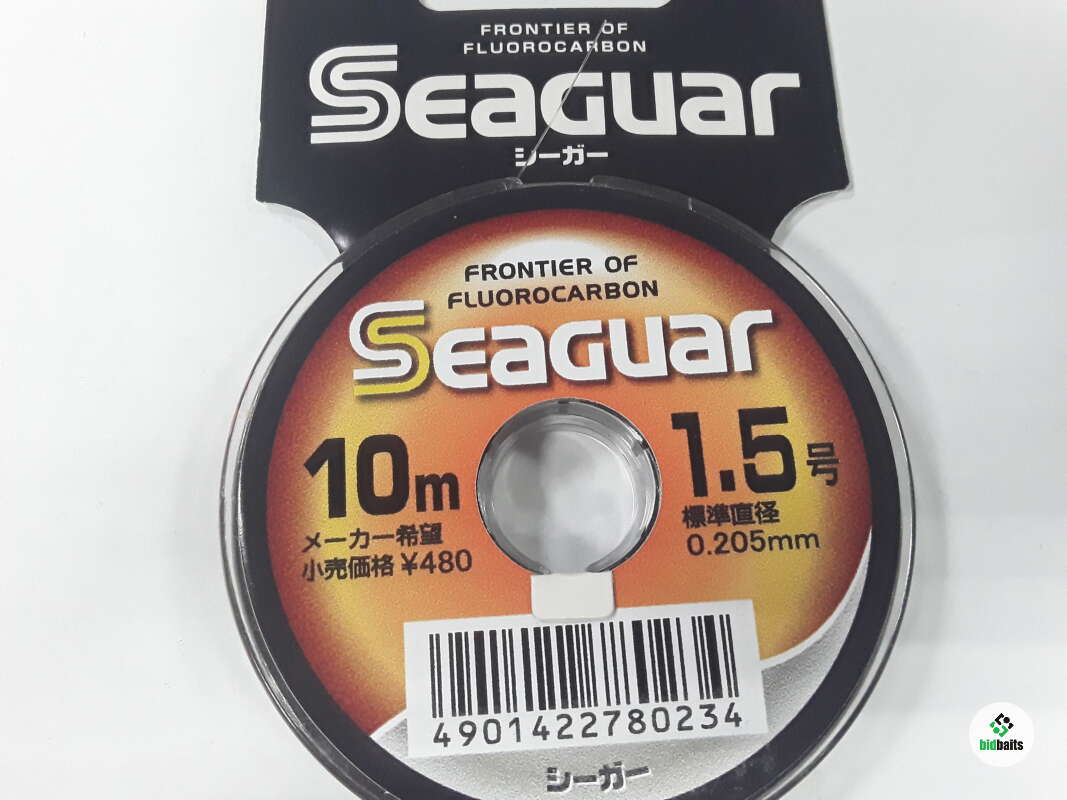 FRONTIER OF
FLUOROCARBON
SEAGUAR
シーガー
FRONTIER OF
FLUOROCARBON
SEAGUAR
10m
メーカー希望
小売価格 ¥480
1.5号
標準直径
0.205mm
4901422780234
シーガー
bidbaits